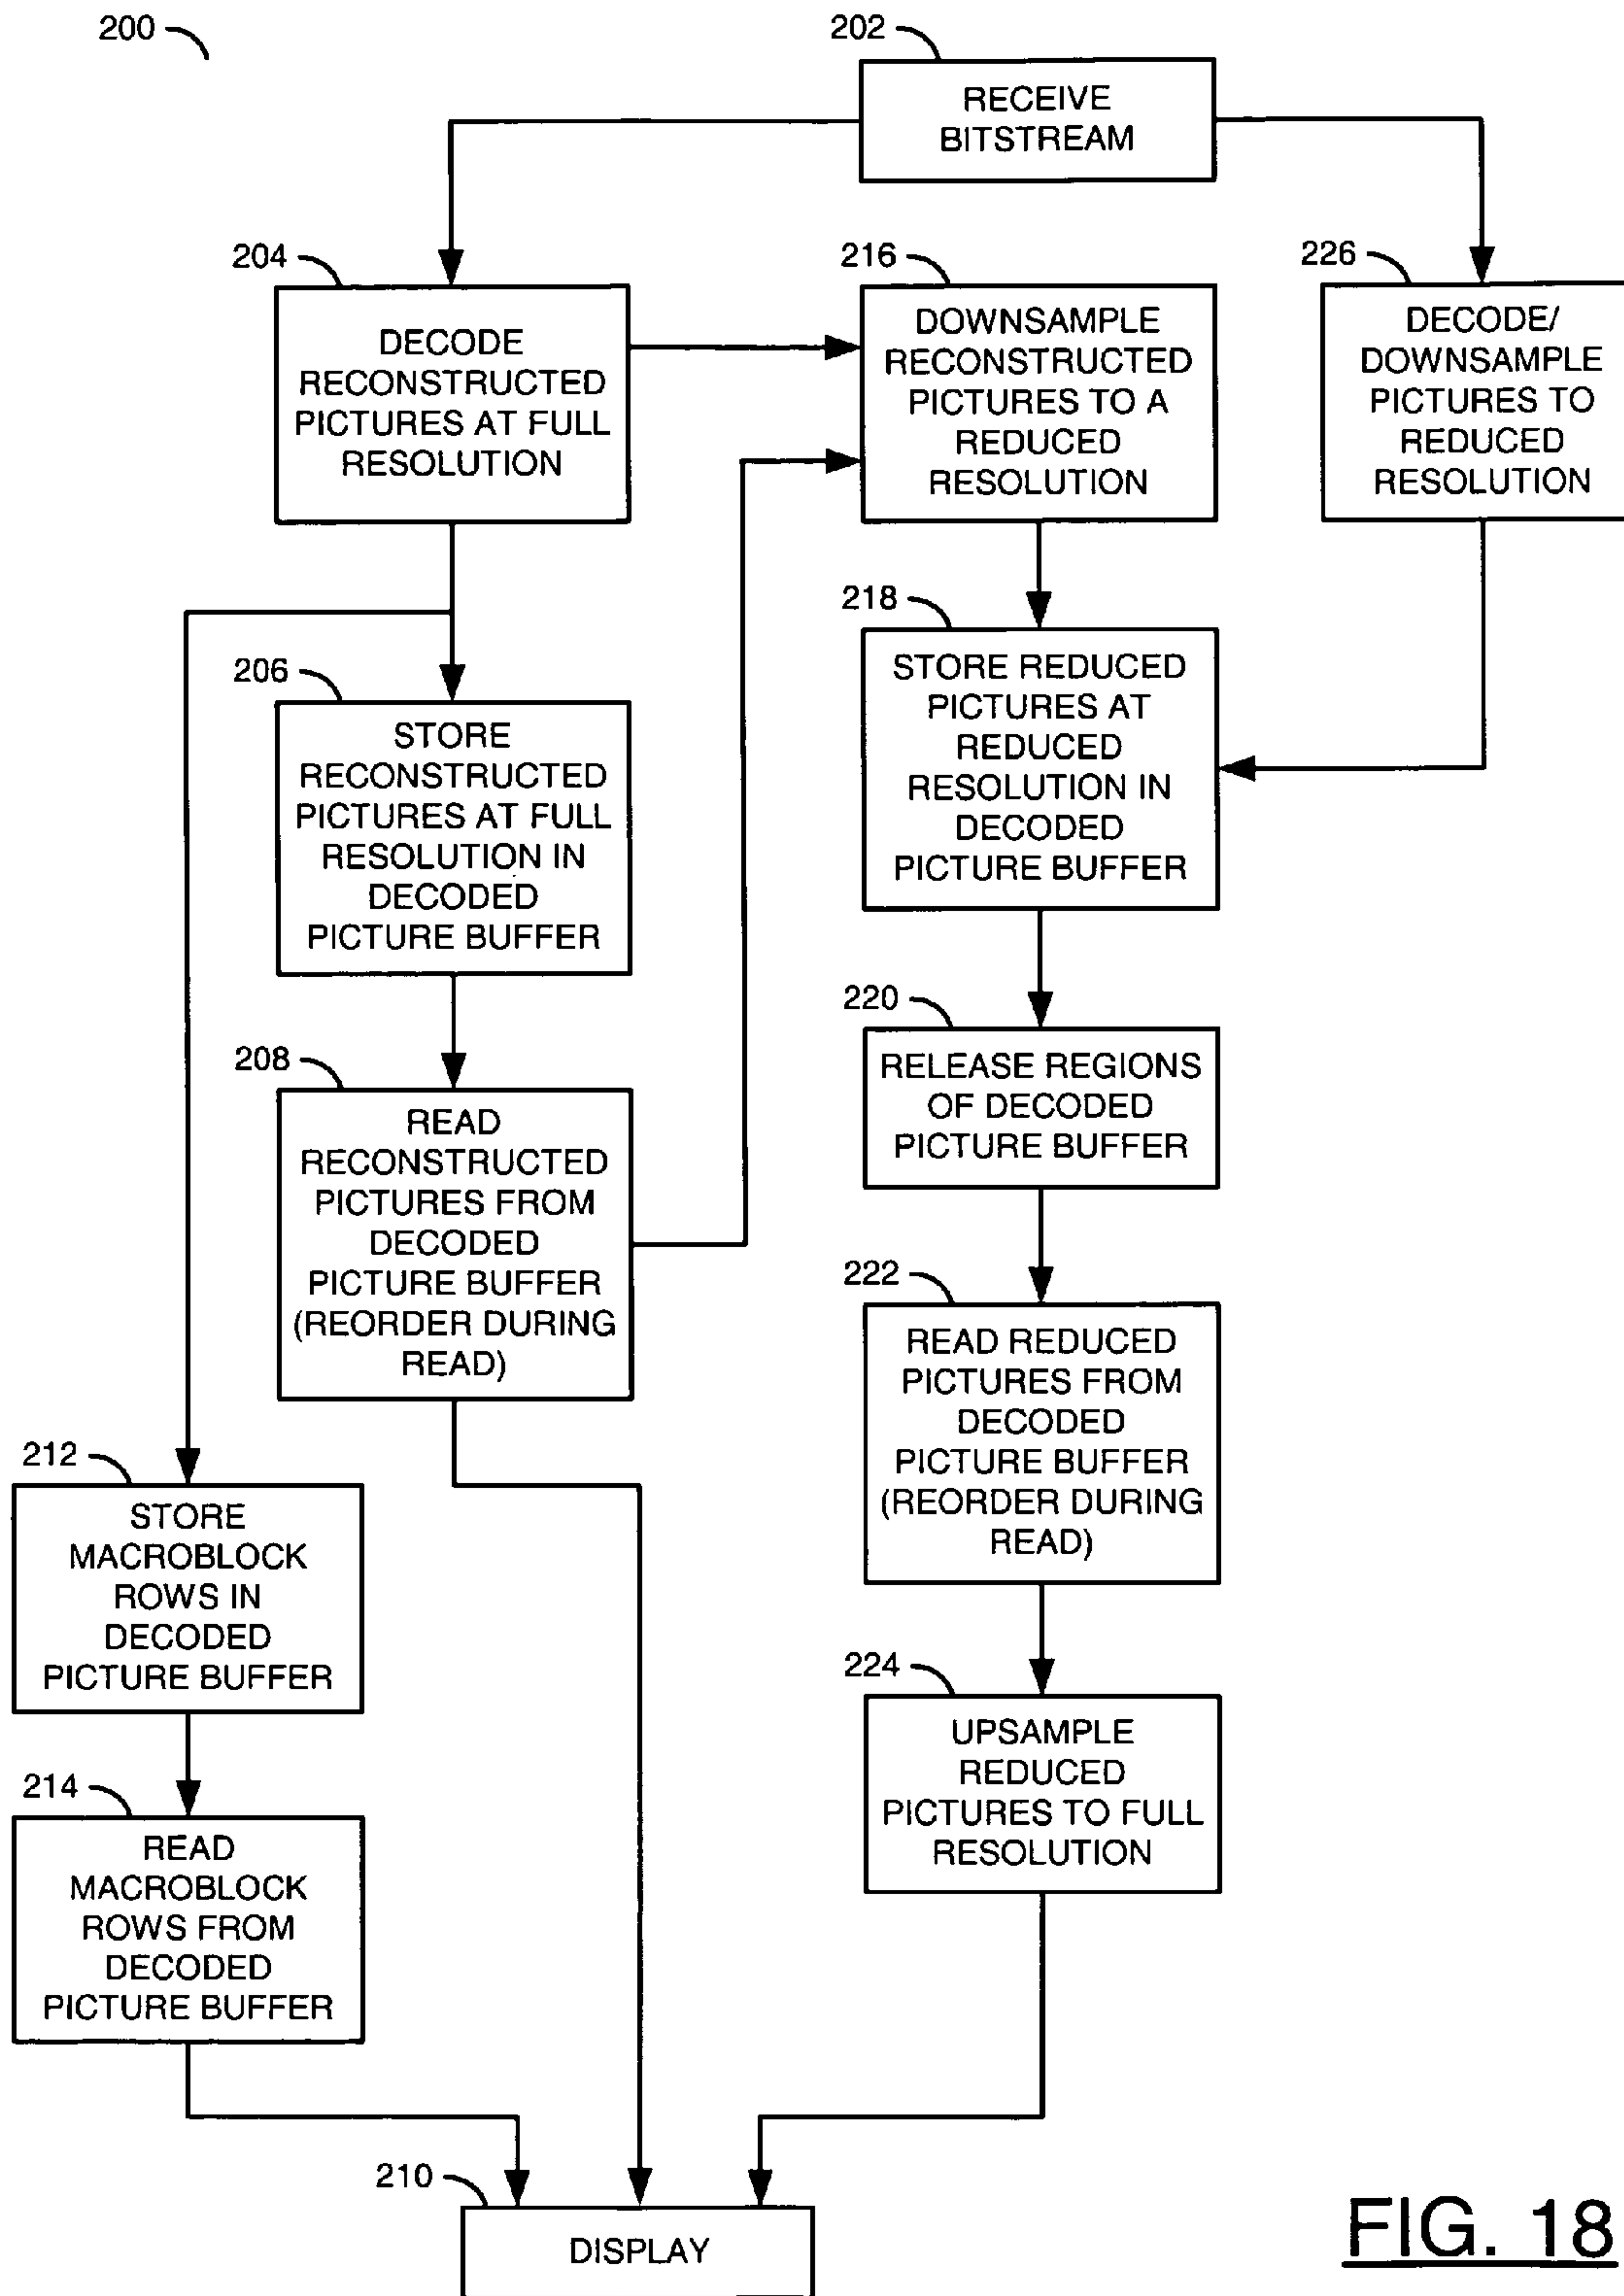 200
202
RECEIVE
BITSTREAM
204
DECODE
RECONSTRUCTED
PICTURES AT FULL
RESOLUTION
216
DOWNSAMPLE
RECONSTRUCTED
PICTURES TO A
REDUCED
RESOLUTION
226
DECODE/
DOWNSAMPLE
PICTURES TO
REDUCED
RESOLUTION
206
STORE
RECONSTRUCTED
PICTURES AT FULL
RESOLUTION IN
DECODED
PICTURE BUFFER
218
STORE REDUCED
PICTURES AT
REDUCED
RESOLUTION IN
DECODED
PICTURE BUFFER
208
READ
RECONSTRUCTED
PICTURES FROM
DECODED
PICTURE BUFFER
(REORDER DURING
READ)
220
RELEASE REGIONS
OF DECODED
PICTURE BUFFER
222
READ REDUCED
PICTURES FROM
DECODED
PICTURE BUFFER
(REORDER DURING
READ)
212
STORE
MACROBLOCK
ROWS IN
DECODED
PICTURE BUFFER
224
UPSAMPLE
REDUCED
PICTURES TO FULL
RESOLUTION
214
READ
MACROBLOCK
ROWS FROM
DECODED
PICTURE BUFFER
210
DISPLAY
FIG. 18